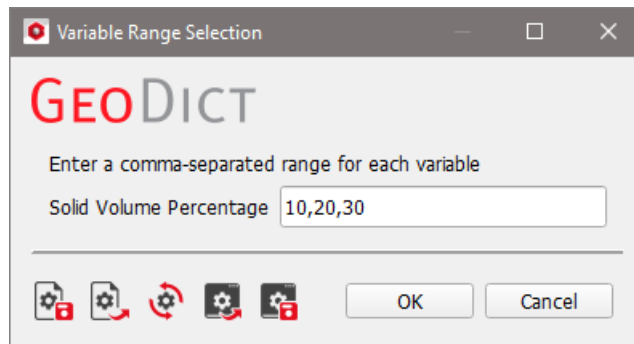 Variable Range Selection
GEODICT
Enter a comma-separated range for each variable
Solid Volume Percentage 10,20,30
OK Cancel